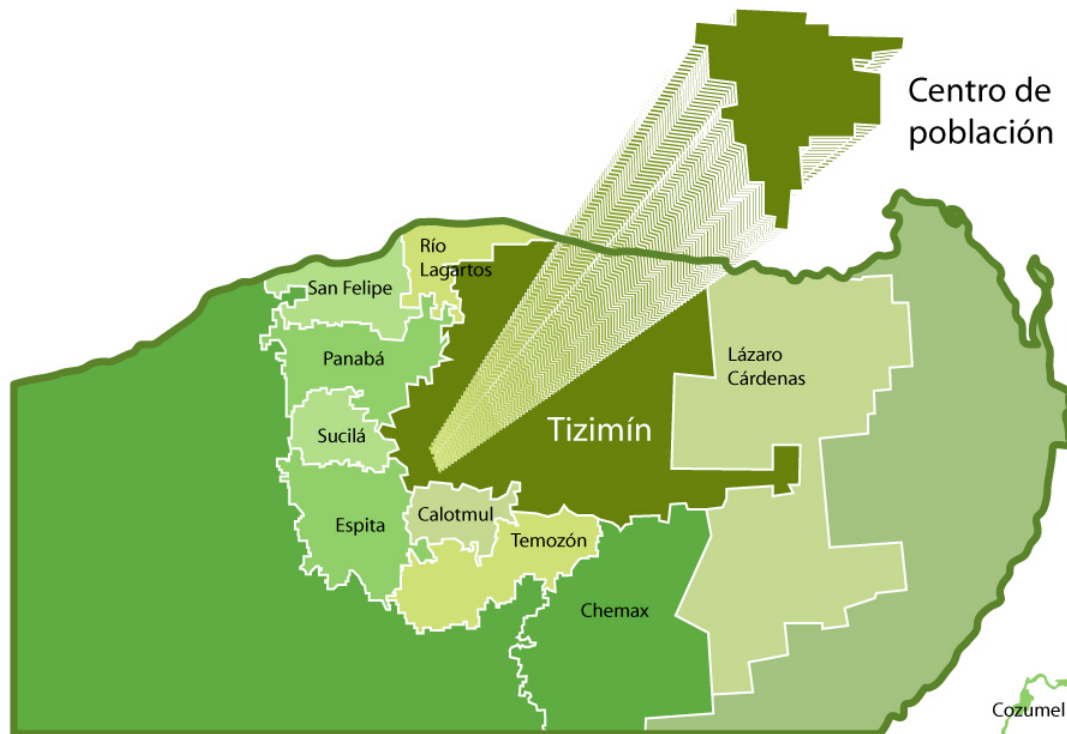 Centro de
población
Río
Lagartos
San Felipe
Panabá
Lázaro
Cárdenas
Sucilá
Tizimín
Espita
Calotmul
Temozón
Chemax
Cozumel